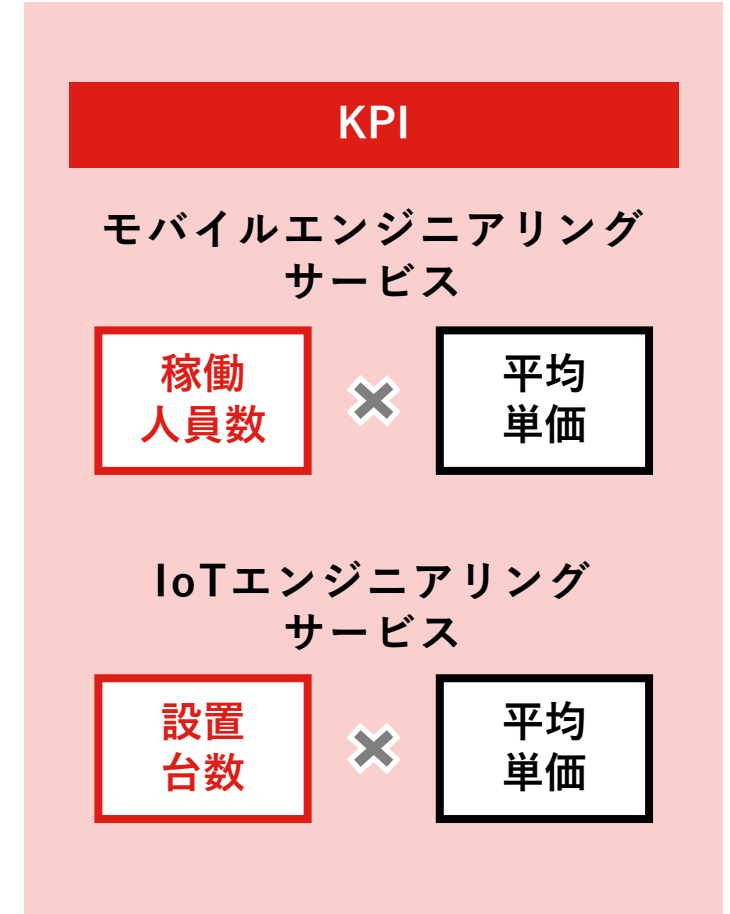 KPI
モバイルエンジニアリング
サービス
稼働
人員数
×
平均
単価
IoTエンジニアリング
サービス
設置
台数
×
平均
単価